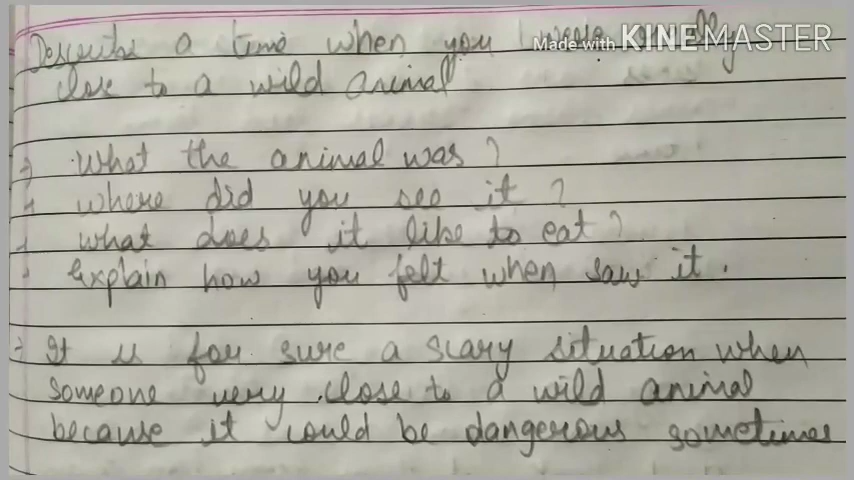 Describe a time when you were really
Made with KINEMASTER
close to a wild animal
→ What the animal was?
→ where did you see it?
→ what does it like to eat?
→ Explain how you felt when saw it.
→ It is for sure a scary situation when
someone very close to a wild animal
because it could be dangerous sometimes